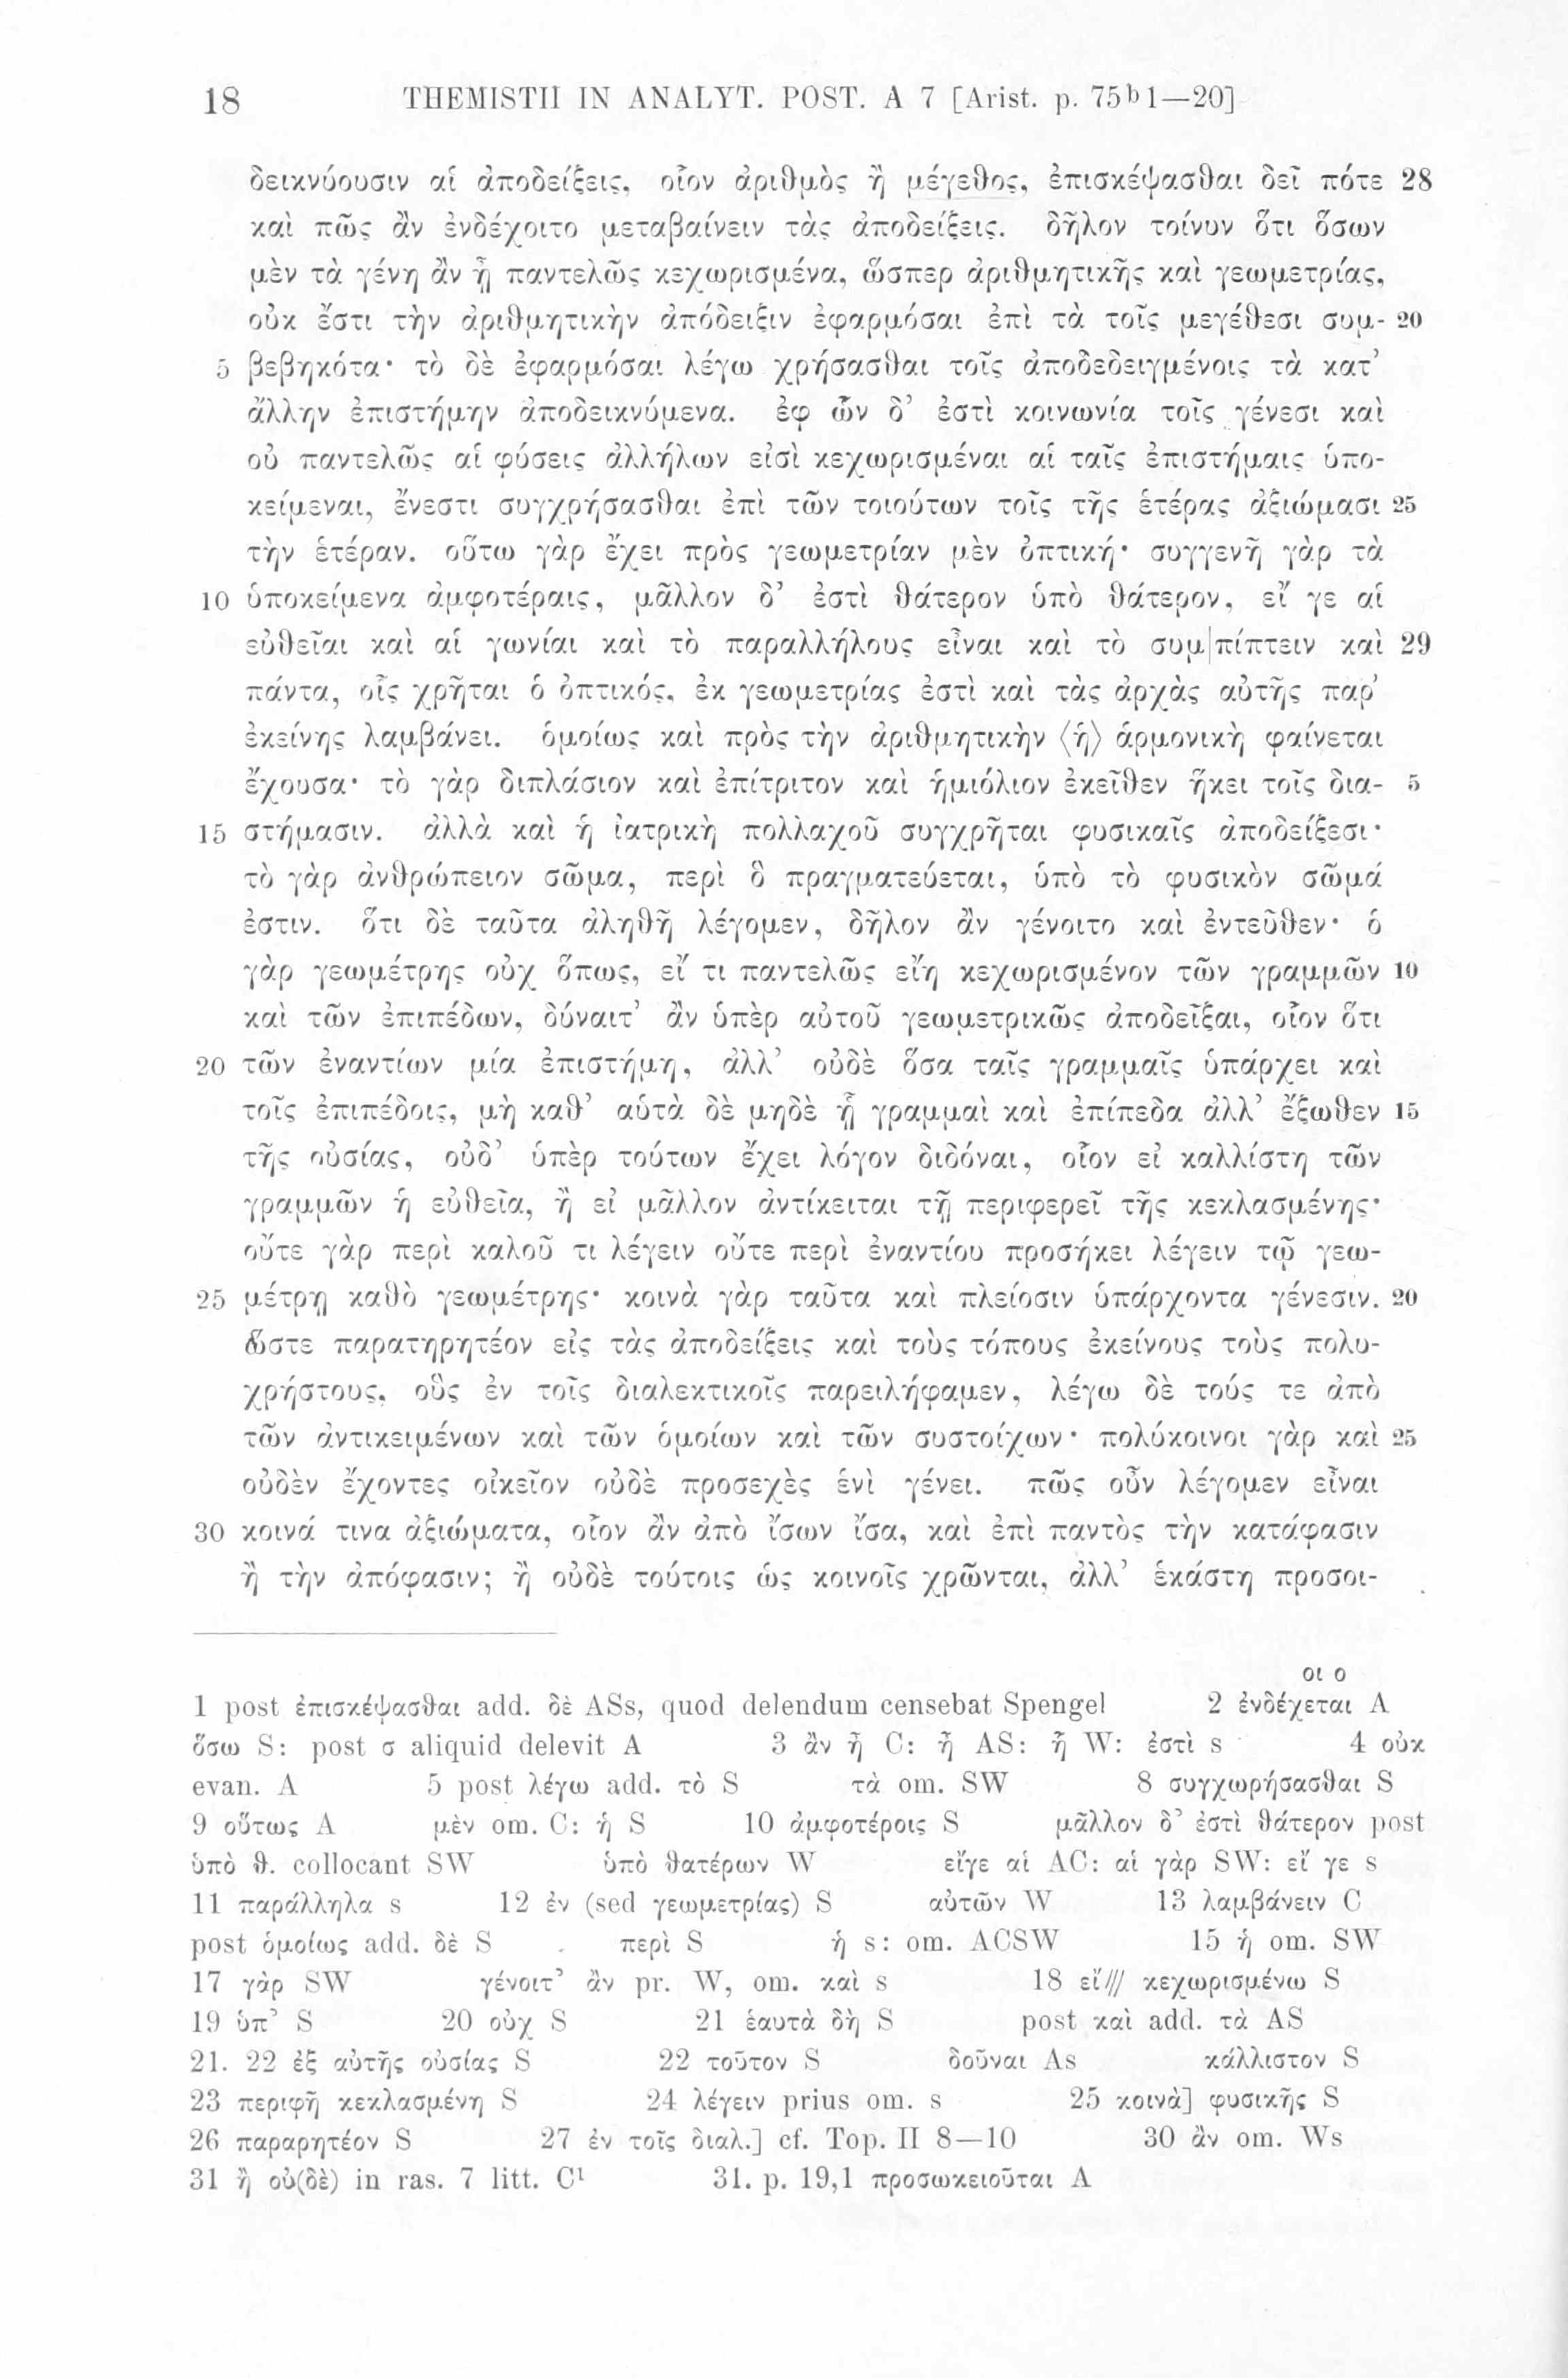 18 THEMISTII IN ANALYT. POST. A 7 [Arist. p. 75ᵇ1—20]
δεικνύουσιν αἱ ἀποδείξεις, οἷον ἀριθμὸς ἢ μέγεθος, ἐπισκέψασθαι δεῖ πότε 28
καὶ πῶς ἂν ἐνδέχοιτο μεταβαίνειν τὰς ἀποδείξεις. δῆλον τοίνυν ὅτι ὅσων
μὲν τὰ γένη ἂν ᾖ παντελῶς κεχωρισμένα, ὥσπερ ἀριθμητικῆς καὶ γεωμετρίας,
οὐκ ἔστι τὴν ἀριθμητικὴν ἀπόδειξιν ἐφαρμόσαι ἐπὶ τὰ τοῖς μεγέθεσι συμ- 20
5 βεβηκότα· τὸ δὲ ἐφαρμόσαι λέγω χρήσασθαι τοῖς ἀποδεδειγμένοις τὰ κατ’
ἄλλην ἐπιστήμην ἀποδεικνύμενα. ἐφ ὧν δ’ ἐστὶ κοινωνία τοῖς γένεσι καὶ
οὐ παντελῶς αἱ φύσεις ἀλλήλων εἰσὶ κεχωρισμέναι αἱ ταῖς ἐπιστήμαις ὑπο-
κείμεναι, ἔνεστι συγχρήσασθαι ἐπὶ τῶν τοιούτων τοῖς τῆς ἑτέρας ἀξιώμασι 25
τὴν ἑτέραν. οὕτω γὰρ ἔχει πρὸς γεωμετρίαν μὲν ὀπτική· συγγενῆ γὰρ τὰ
10 ὑποκείμενα ἀμφοτέραις, μᾶλλον δ’ ἐστὶ θάτερον ὑπὸ θάτερον, εἴ γε αἱ
εὐθεῖαι καὶ αἱ γωνίαι καὶ τὸ παραλλήλους εἶναι καὶ τὸ συμ|πίπτειν καὶ 29
πάντα, οἷς χρῆται ὁ ὀπτικός, ἐκ γεωμετρίας ἐστὶ καὶ τὰς ἀρχὰς αὐτῆς παρ’
ἐκείνης λαμβάνει. ὁμοίως καὶ πρὸς τὴν ἀριθμητικὴν ⟨ἡ⟩ ἁρμονικὴ φαίνεται
ἔχουσα· τὸ γὰρ διπλάσιον καὶ ἐπίτριτον καὶ ἡμιόλιον ἐκεῖθεν ἥκει τοῖς δια- 5
15 στήμασιν. ἀλλὰ καὶ ἡ ἰατρικὴ πολλαχοῦ συγχρῆται φυσικαῖς ἀποδείξεσι·
τὸ γὰρ ἀνθρώπειον σῶμα, περὶ ὃ πραγματεύεται, ὑπὸ τὸ φυσικὸν σῶμά
ἐστιν. ὅτι δὲ ταῦτα ἀληθῆ λέγομεν, δῆλον ἂν γένοιτο καὶ ἐντεῦθεν· ὁ
γὰρ γεωμέτρης οὐχ ὅπως, εἴ τι παντελῶς εἴη κεχωρισμένον τῶν γραμμῶν 10
καὶ τῶν ἐπιπέδων, δύναιτ’ ἂν ὑπὲρ αὐτοῦ γεωμετρικῶς ἀποδεῖξαι, οἷον ὅτι
20 τῶν ἐναντίων μία ἐπιστήμη, ἀλλ’ οὐδὲ ὅσα ταῖς γραμμαῖς ὑπάρχει καὶ
τοῖς ἐπιπέδοις, μὴ καθ’ αὑτὰ δὲ μηδὲ ᾗ γραμμαὶ καὶ ἐπίπεδα ἀλλ’ ἔξωθεν 15
τῆς οὐσίας, οὐδ’ ὑπὲρ τούτων ἔχει λόγον διδόναι, οἷον εἰ καλλίστη τῶν
γραμμῶν ἡ εὐθεῖα, ἢ εἰ μᾶλλον ἀντίκειται τῇ περιφερεῖ τῆς κεκλασμένης·
οὔτε γὰρ περὶ καλοῦ τι λέγειν οὔτε περὶ ἐναντίου προσήκει λέγειν τῷ γεω-
25 μέτρῃ καθὸ γεωμέτρης· κοινὰ γὰρ ταῦτα καὶ πλείοσιν ὑπάρχοντα γένεσιν. 20
ὥστε παρατηρητέον εἰς τὰς ἀποδείξεις καὶ τοὺς τόπους ἐκείνους τοὺς πολυ-
χρήστους, οὓς ἐν τοῖς διαλεκτικοῖς παρειλήφαμεν, λέγω δὲ τούς τε ἀπὸ
τῶν ἀντικειμένων καὶ τῶν ὁμοίων καὶ τῶν συστοίχων· πολύκοινοι γὰρ καὶ 25
οὐδὲν ἔχοντες οἰκεῖον οὐδὲ προσεχὲς ἑνὶ γένει. πῶς οὖν λέγομεν εἶναι
30 κοινά τινα ἀξιώματα, οἷον ἂν ἀπὸ ἴσων ἴσα, καὶ ἐπὶ παντὸς τὴν κατάφασιν
ἢ τὴν ἀπόφασιν; ἢ οὐδὲ τούτοις ὡς κοινοῖς χρῶνται, ἀλλ’ ἑκάστη προσοι-
οι ο
1 post ἐπισκέψασθαι add. δὲ ASs, quod delendum censebat Spengel 2 ἐνδέχεται A
ὅσω S: post σ aliquid delevit A 3 ἂν ᾖ C: ᾖ AS: ἦ W: ἐστὶ s 4 οὐκ
evan. A 5 post λέγω add. τὸ S τὰ om. SW 8 συγχωρήσασθαι S
9 οὕτως A μὲν om. C: ἡ S 10 ἀμφοτέροις S μᾶλλον δ’ ἐστὶ θάτερον post
ὑπὸ θ. collocant SW ὑπὸ θατέρων W εἴγε αἱ AC: αἱ γὰρ SW: εἴ γε s
11 παράλληλα s 12 ἐν (sed γεωμετρίας) S αὐτῶν W 13 λαμβάνειν C
post ὁμοίως add. δὲ S περὶ S ἡ s: om. ACSW 15 ἡ om. SW
17 γὰρ SW γένοιτ’ ἂν pr. W, om. καὶ s 18 εἴ/// κεχωρισμένω S
19 ὑπ’ S 20 οὐχ S 21 ἑαυτὰ δὴ S post καὶ add. τὰ AS
21. 22 ἐξ αὐτῆς οὐσίας S 22 τοῦτον S δοῦναι As κάλλιστον S
23 περιφῆ κεκλασμένη S 24 λέγειν prius om. s 25 κοινὰ] φυσικῆς S
26 παραρητέον S 27 ἐν τοῖς διαλ.] cf. Top. II 8—10 30 ἂν om. Ws
31 ἢ οὐ(δὲ) in ras. 7 litt. C¹ 31. p. 19,1 προσωκειοῦται A